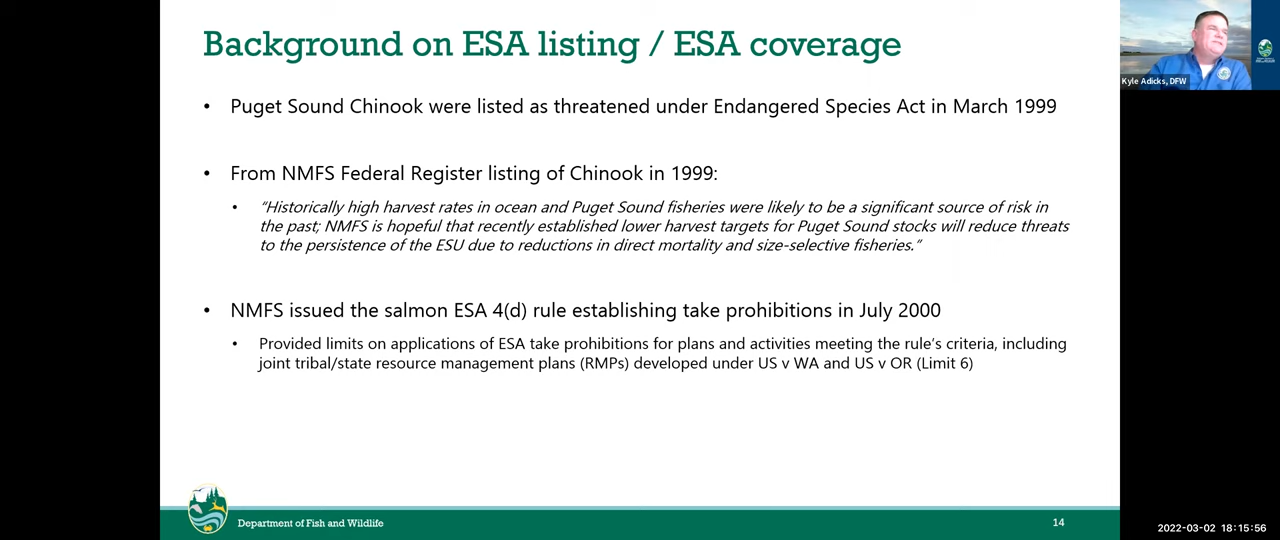 Background on ESA listing / ESA coverage
• Puget Sound Chinook were listed as threatened under Endangered Species Act in March 1999
• From NMFS Federal Register listing of Chinook in 1999:
• “Historically high harvest rates in ocean and Puget Sound fisheries were likely to be a significant source of risk in
the past; NMFS is hopeful that recently established lower harvest targets for Puget Sound stocks will reduce threats
to the persistence of the ESU due to reductions in direct mortality and size-selective fisheries.”
• NMFS issued the salmon ESA 4(d) rule establishing take prohibitions in July 2000
• Provided limits on applications of ESA take prohibitions for plans and activities meeting the rule’s criteria, including
joint tribal/state resource management plans (RMPs) developed under US v WA and US v OR (Limit 6)
Department of Fish and Wildlife
14
Kyle Adicks, DFW
2022-03-02 18:15:56